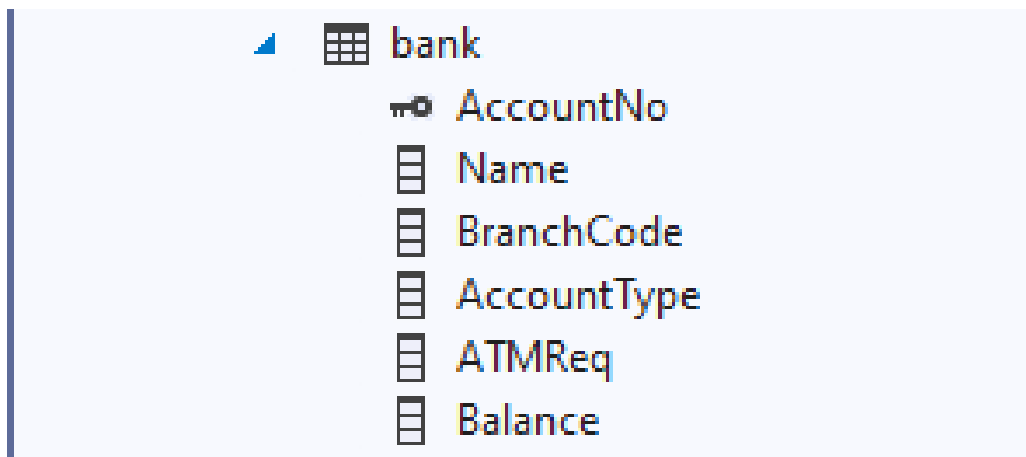 bank
AccountNo
Name
BranchCode
AccountType
ATMReq
Balance